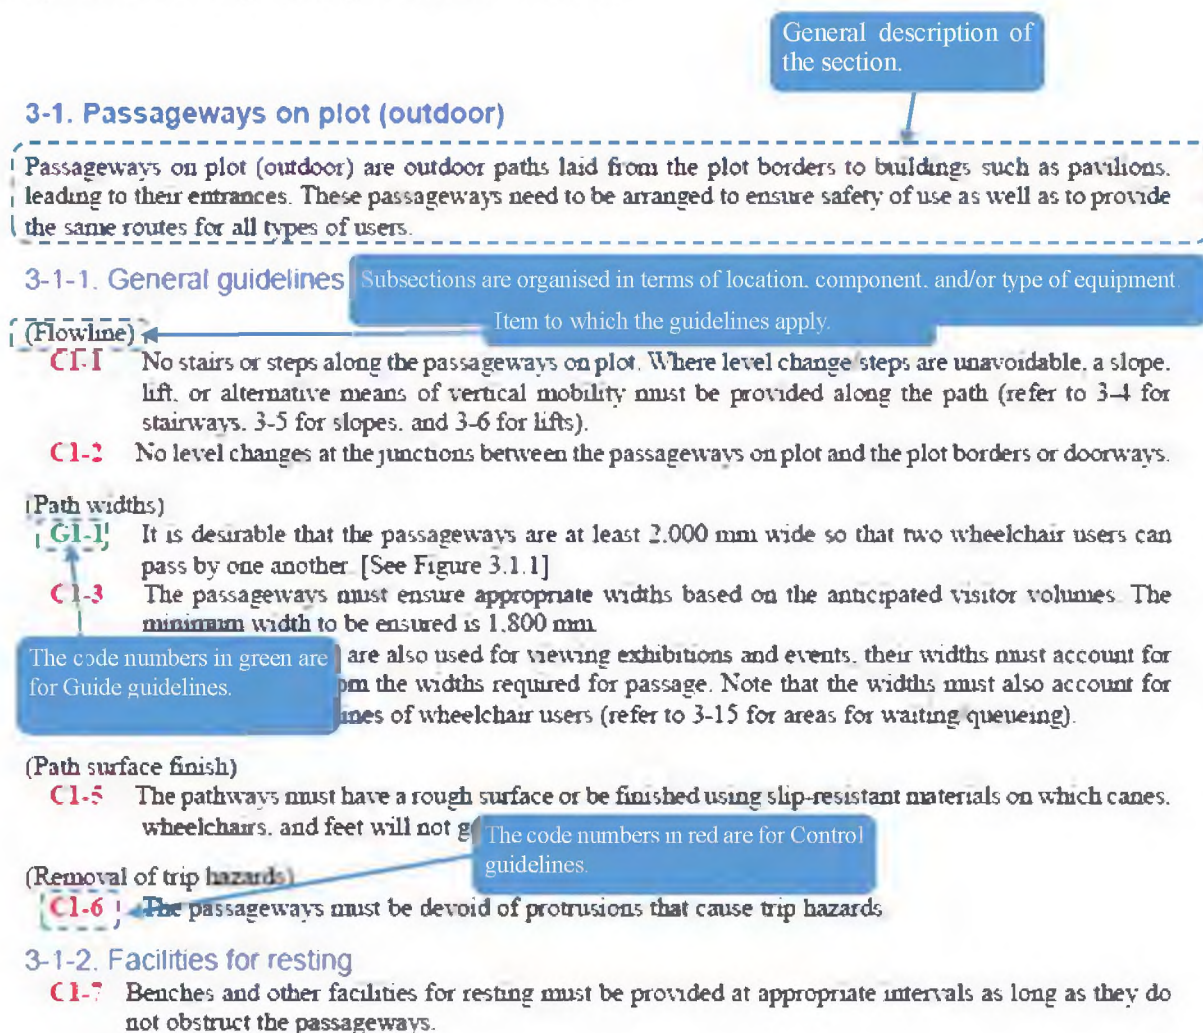 General description of
the section.
3-1. Passageways on plot (outdoor)
Passageways on plot (outdoor) are outdoor paths laid from the plot borders to buildings such as pavilions,
leading to their entrances. These passageways need to be arranged to ensure safety of use as well as to provide
the same routes for all types of users.
3-1-1. General guidelines
Subsections are organised in terms of location, component, and/or type of equipment.
Item to which the guidelines apply.
(Flowline)
C1-1 No stairs or steps along the passageways on plot. Where level change steps are unavoidable, a slope,
lift, or alternative means of vertical mobility must be provided along the path (refer to 3-4 for
stairways, 3-5 for slopes, and 3-6 for lifts).
C1-2 No level changes at the junctions between the passageways on plot and the plot borders or doorways.
(Path widths)
G1-1 It is desirable that the passageways are at least 2,000 mm wide so that two wheelchair users can
pass by one another. [See Figure 3.1.1]
C1-3 The passageways must ensure appropriate widths based on the anticipated visitor volumes. The
minimum width to be ensured is 1,800 mm.
The code numbers in green are
for Guide guidelines.
are also used for viewing exhibitions and events, their widths must account for
the widths required for passage. Note that the widths must also account for
of wheelchair users (refer to 3-15 for areas for waiting queueing).
(Path surface finish)
C1-5 The pathways must have a rough surface or be finished using slip-resistant materials on which canes,
wheelchairs, and feet will not
The code numbers in red are for Control
guidelines.
(Removal of trip hazards)
C1-6 The passageways must be devoid of protrusions that cause trip hazards
3-1-2. Facilities for resting
C1-7 Benches and other facilities for resting must be provided at appropriate intervals as long as they do
not obstruct the passageways.